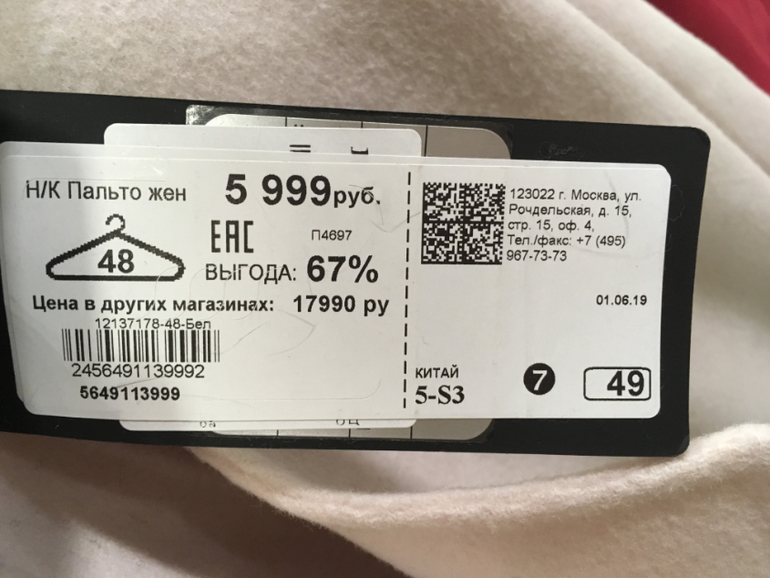 Н/К Пальто жен
5 999руб.
48
ЕАС
П4697
ВЫГОДА: 67%
Цена в других магазинах: 17990 ру
12137178-48-Бел
2456491139992
5649113999
123022 г. Москва, ул.
Рочдельская, д. 15,
стр. 15, оф. 4,
Тел./факс: +7 (495)
967-73-73
01.06.19
КИТАЙ
5-S3
7
49